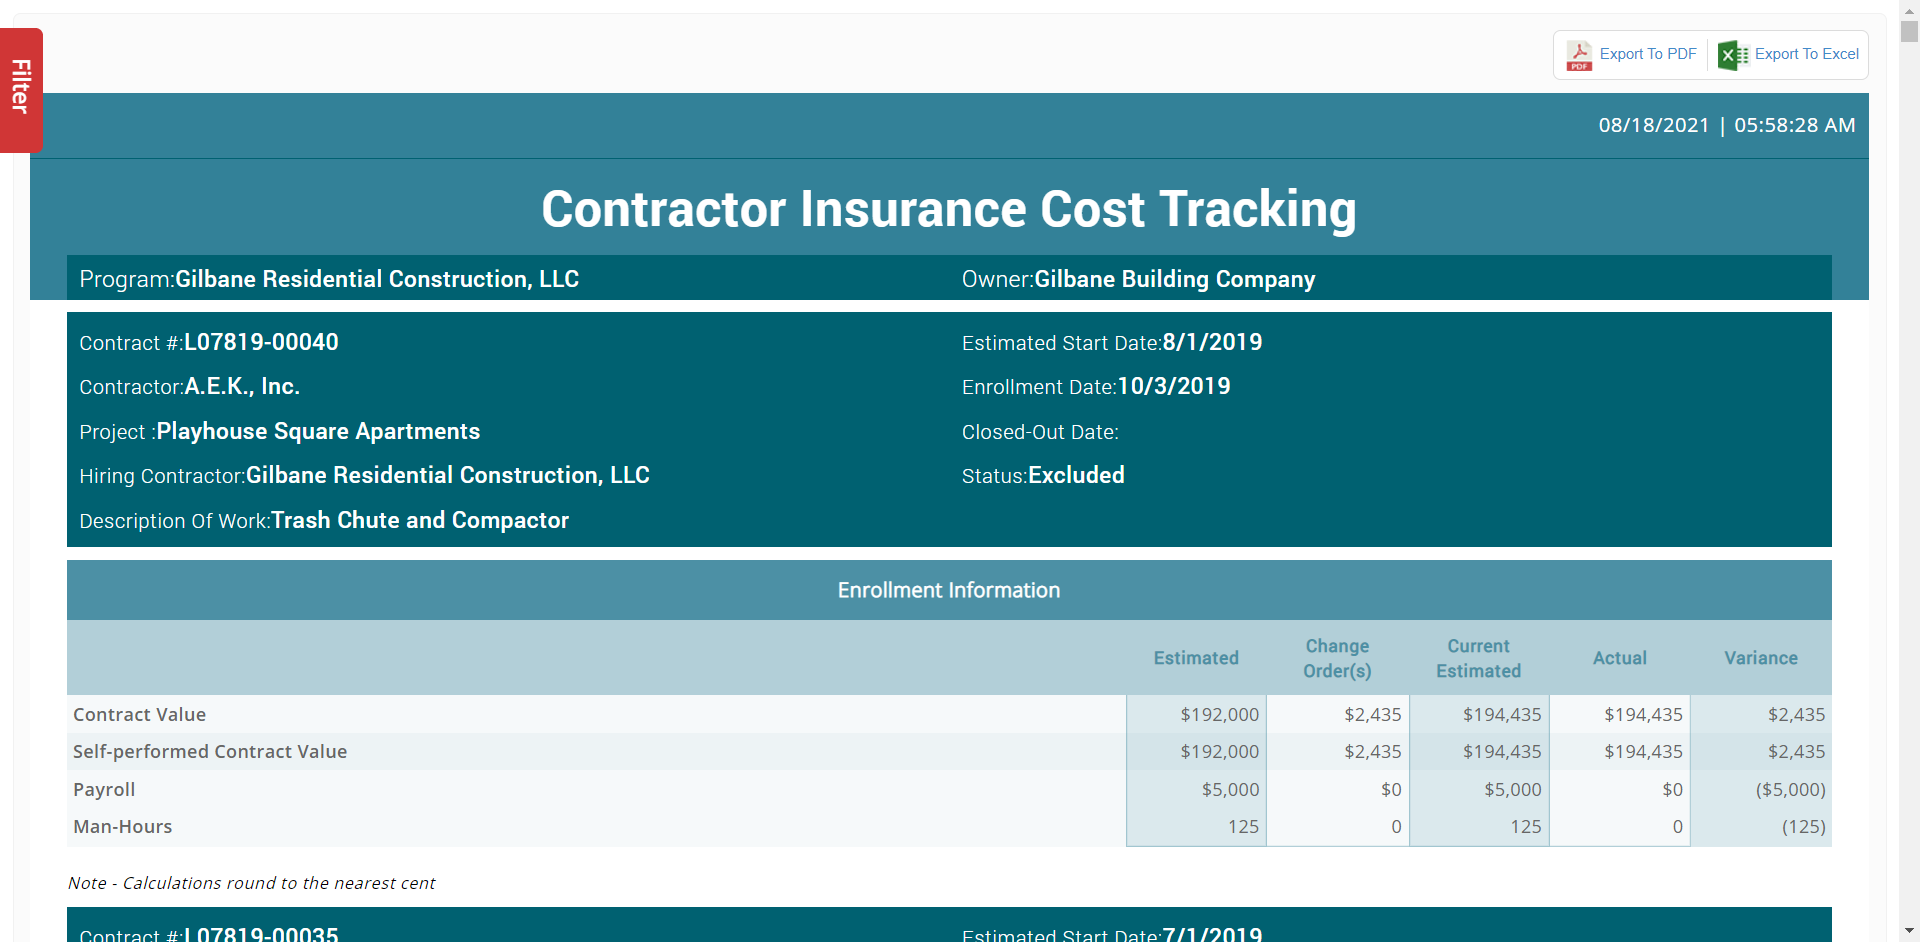 Filter
PDF Export To PDF Export To Excel
08/18/2021 | 05:58:28 AM
Contractor Insurance Cost Tracking
Program:Gilbane Residential Construction, LLC Owner:Gilbane Building Company
Contract #:L07819-00040 Estimated Start Date:8/1/2019
Contractor:A.E.K., Inc. Enrollment Date:10/3/2019
Project :Playhouse Square Apartments Closed-Out Date:
Hiring Contractor:Gilbane Residential Construction, LLC Status:Excluded
Description Of Work:Trash Chute and Compactor
Enrollment Information
Estimated Change Order(s) Current Estimated Actual Variance
Contract Value $192,000 $2,435 $194,435 $194,435 $2,435
Self-performed Contract Value $192,000 $2,435 $194,435 $194,435 $2,435
Payroll $5,000 $0 $5,000 $0 ($5,000)
Man-Hours 125 0 125 0 (125)
Note - Calculations round to the nearest cent
Contract #:L07819-00035 Estimated Start Date:7/1/2019